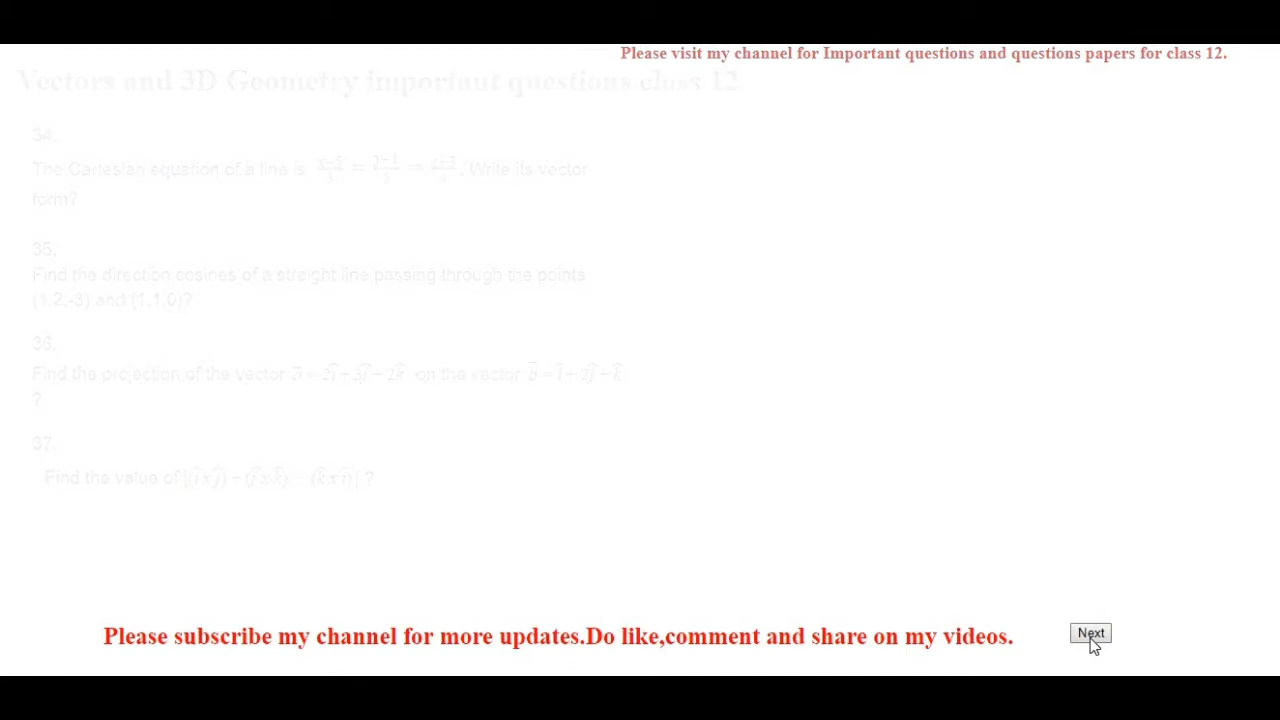 Please visit my channel for Important questions and questions papers for class 12.
Vectors and 3D Geometry important questions class 12
34.
The Cartesian equation of a line is . Write its vector
form?
35.
Find the direction cosines of a streight line passing through the points
(1,2,-3) and (1,1,0)?
36.
Find the projection of the vector on the vector
?
37.
Find the value of ?
Please subscribe my channel for more updates.Do like,comment and share on my videos.
Next